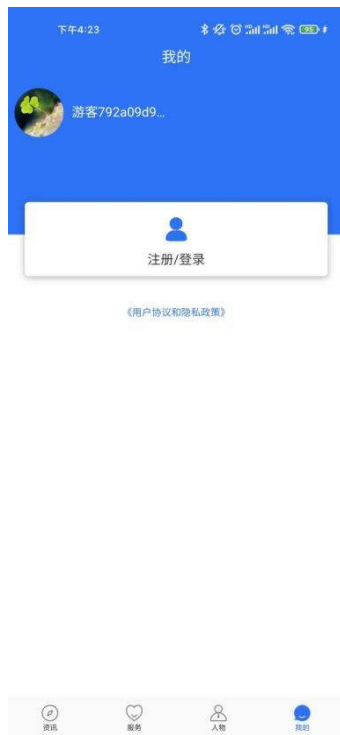 下午4:23
95
我的
游客792a09d9...
注册/登录
《用户协议和隐私政策》
资讯
服务
人物
我的